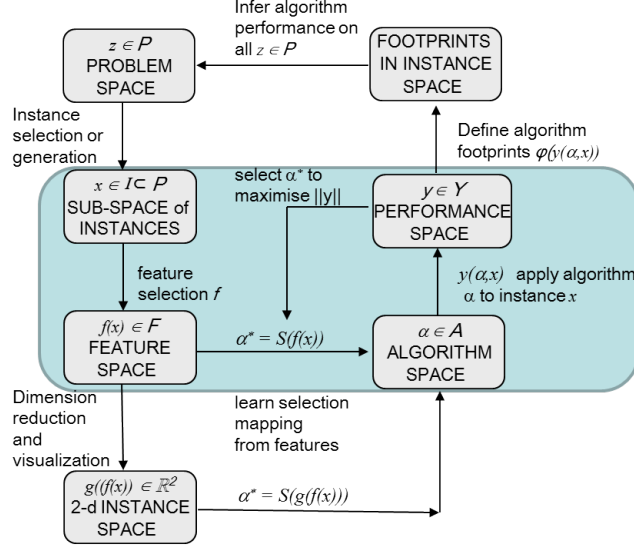 Infer algorithm
performance on
all z ∈ P
z ∈ P
PROBLEM
SPACE
FOOTPRINTS
IN INSTANCE
SPACE
Instance
selection or
generation
Define algorithm
footprints φ(y(α,x))
select α* to
maximise ||y||
x ∈ I⊂ P
SUB-SPACE of
INSTANCES
y ∈ Y
PERFORMANCE
SPACE
feature
selection f
y(α,x) apply algorithm
α to instance x
f(x) ∈ F
FEATURE
SPACE
α* = S(f(x))
α ∈ A
ALGORITHM
SPACE
Dimension
reduction
and
visualization
learn selection
mapping
from features
g((f(x)) ∈ ℝ²
2-d INSTANCE
SPACE
α* = S(g(f(x)))